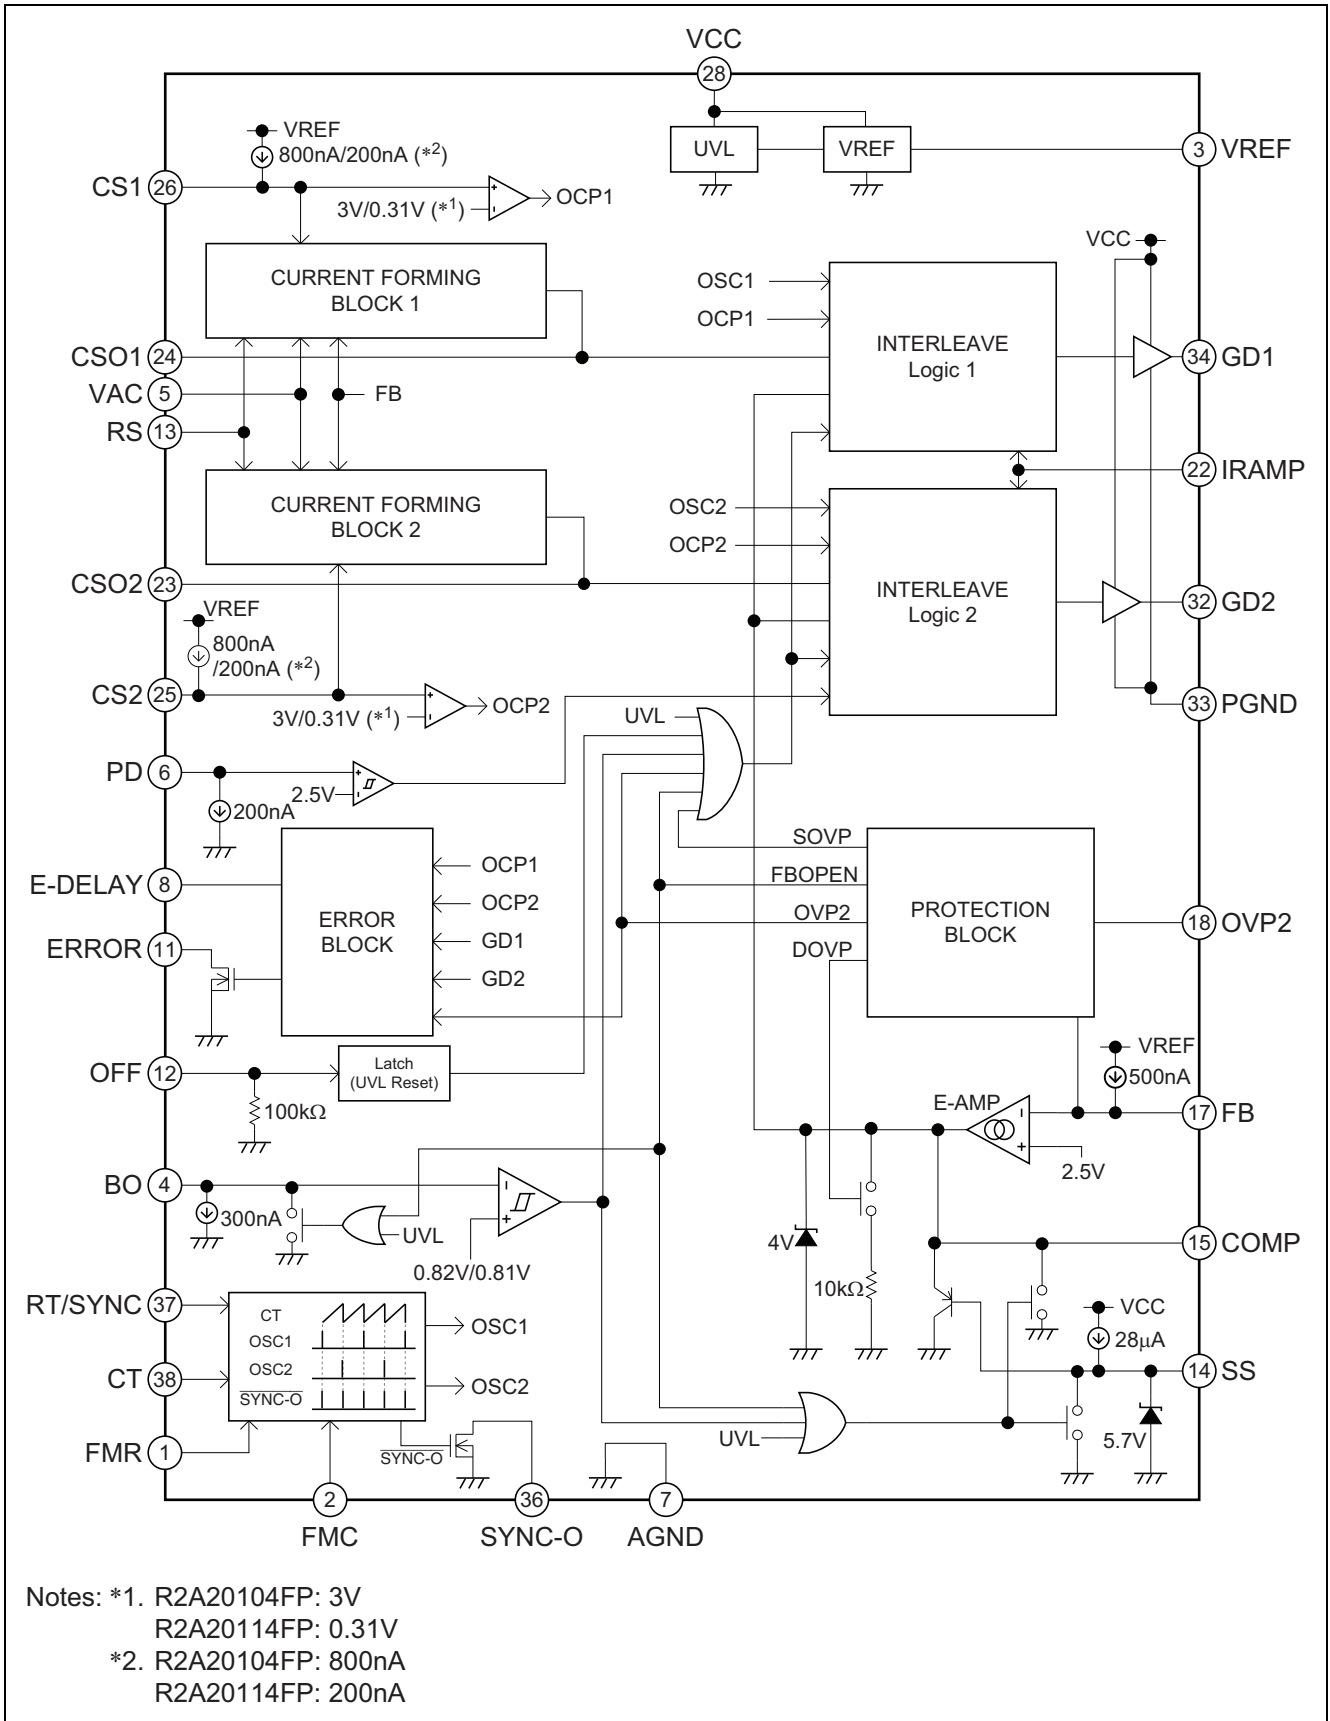 VCC
28
VREF
800nA/200nA (*2)
UVL
VREF
3
VREF
CS1
26
3V/0.31V (*1)
+
-
OCP1
VCC
CURRENT FORMING
BLOCK 1
OSC1
OCP1
INTERLEAVE
Logic 1
CSO1
24
34
GD1
VAC
5
FB
RS
13
22
IRAMP
CURRENT FORMING
BLOCK 2
OSC2
OCP2
INTERLEAVE
Logic 2
CSO2
23
32
GD2
VREF
800nA
/200nA (*2)
CS2
25
3V/0.31V (*1)
+
-
OCP2
33
PGND
UVL
PD
6
+
-
2.5V
200nA
SOVP
FBOPEN
OVP2
DOVP
PROTECTION
BLOCK
18
OVP2
E-DELAY
8
ERROR
BLOCK
OCP1
OCP2
GD1
GD2
ERROR
11
OFF
12
Latch
(UVL Reset)
100kΩ
VREF
500nA
E-AMP
-
+
17
FB
2.5V
BO
4
300nA
UVL
-
+
0.82V/0.81V
4V
10kΩ
15
COMP
RT/SYNC
37
CT
OSC1
OSC2
SYNC-O
OSC1
OSC2
VCC
28μA
CT
38
14
SS
UVL
5.7V
FMR
1
SYNC-O
2
FMC
36
SYNC-O
7
AGND
Notes: *1. R2A20104FP: 3V
R2A20114FP: 0.31V
*2. R2A20104FP: 800nA
R2A20114FP: 200nA